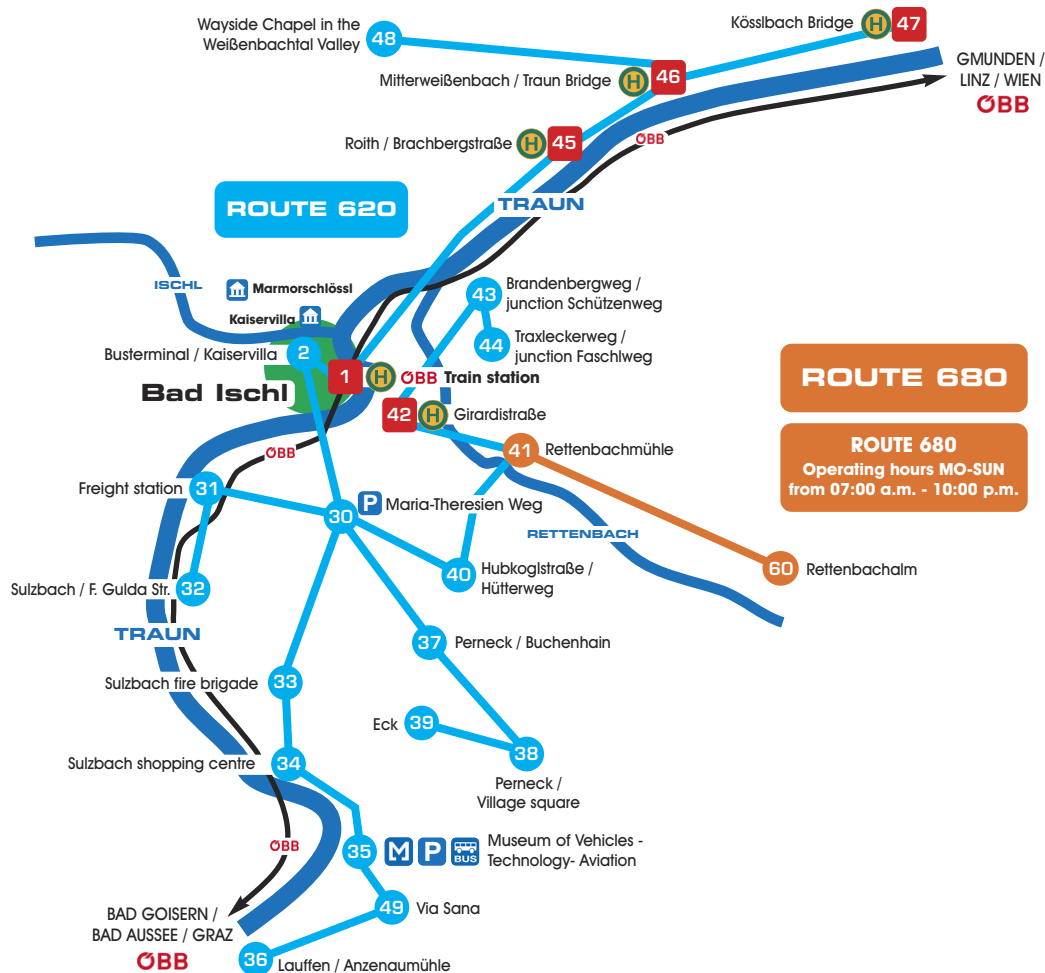 Kösslbach Bridge
H
47
Wayside Chapel in the
Weißenbachtal Valley
48
GMUNDEN /
LINZ / WIEN
ÖBB
Mitterweißenbach / Traun Bridge
H
46
Roith / Brachbergstraße
H
45
ÖBB
ROUTE 620
TRAUN
ISCHL
Marmorschlössl
Kaiservilla
Brandenbergweg /
junction Schützenweg
43
Traxleckerweg /
junction Faschlweg
44
Busterminal / Kaiservilla
2
Bad Ischl
1
H
ÖBB Train station
ROUTE 680
42
H
Girardistraße
ROUTE 680
Operating hours MO-SUN
from 07:00 a.m. - 10:00 p.m.
41
Rettenbachmühle
ÖBB
Freight station
31
30
P
Maria-Theresien Weg
RETTENBACH
60
Rettenbachalm
40
Hubkoglstraße /
Hütterweg
Sulzbach / F. Gulda Str.
32
TRAUN
37
Perneck / Buchenhain
Sulzbach fire brigade
33
Eck
39
38
Perneck /
Village square
Sulzbach shopping centre
34
ÖBB
35
M
P
BUS
Museum of Vehicles -
Technology- Aviation
49
Via Sana
BAD GOISERN /
BAD AUSSEE / GRAZ
ÖBB
36
Lauffen / Anzenaumühle